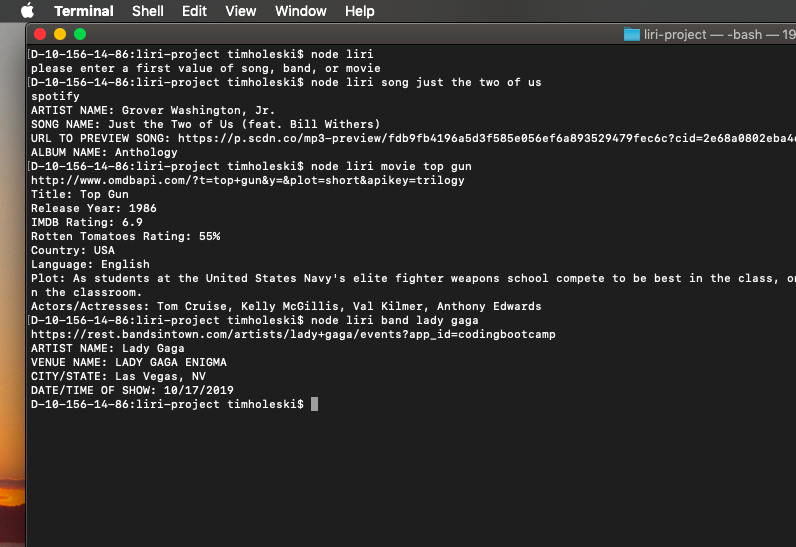 Terminal Shell Edit View Window Help
liri-project — -bash — 19
[D-10-156-14-86:liri-project timholeski$ node liri
please enter a first value of song, band, or movie
[D-10-156-14-86:liri-project timholeski$ node liri song just the two of us
spotify
ARTIST NAME: Grover Washington, Jr.
SONG NAME: Just the Two of Us (feat. Bill Withers)
URL TO PREVIEW SONG: https://p.scdn.co/mp3-preview/fdb9fb4196a5d3f585e056ef6a893529479fec6c?cid=2e68a0802eba4
ALBUM NAME: Anthology
[D-10-156-14-86:liri-project timholeski$ node liri movie top gun
http://www.omdbapi.com/?t=top+gun&y=&plot=short&apikey=trilogy
Title: Top Gun
Release Year: 1986
IMDB Rating: 6.9
Rotten Tomatoes Rating: 55%
Country: USA
Language: English
Plot: As students at the United States Navy's elite fighter weapons school compete to be best in the class, on
n the classroom.
Actors/Actresses: Tom Cruise, Kelly McGillis, Val Kilmer, Anthony Edwards
[D-10-156-14-86:liri-project timholeski$ node liri band lady gaga
https://rest.bandsintown.com/artists/lady+gaga/events?app_id=codingbootcamp
ARTIST NAME: Lady Gaga
VENUE NAME: LADY GAGA ENIGMA
CITY/STATE: Las Vegas, NV
DATE/TIME OF SHOW: 10/17/2019
D-10-156-14-86:liri-project timholeski$